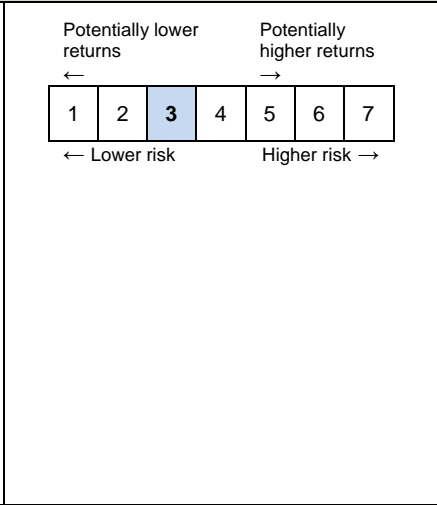 Potentially lower returns
←
Potentially higher returns
→
1 2 3 4 5 6 7
← Lower risk Higher risk →